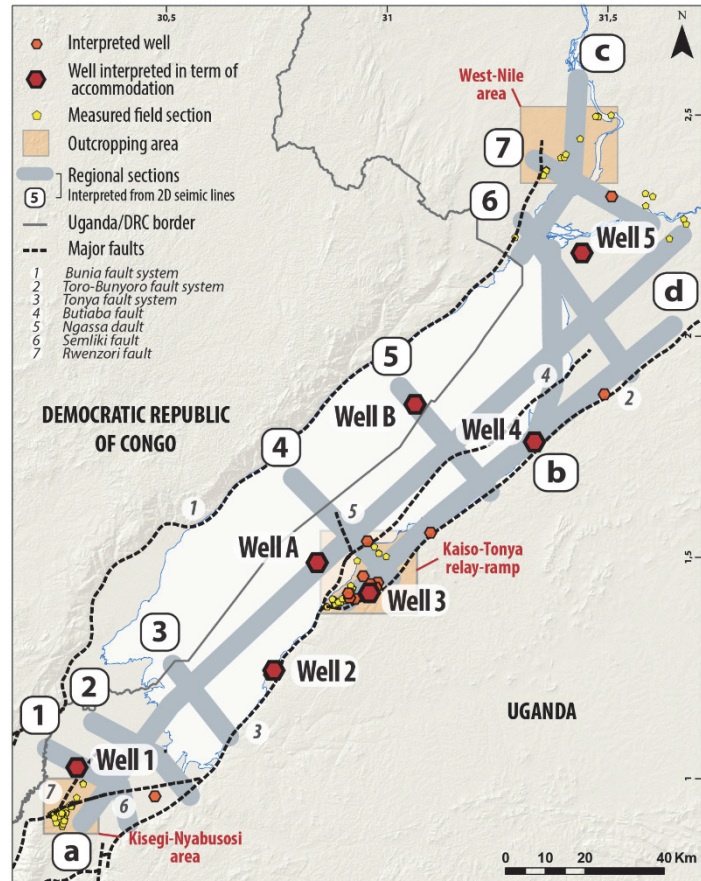 30,5
31
31,5
N
Interpreted well
Well interpreted in term of
accommodation
Measured field section
Outcropping area
Regional sections
5 Interpreted from 2D seimic lines
Uganda/DRC border
Major faults
1 Bunia fault system
2 Toro-Bunyoro fault system
3 Tonya fault system
4 Butiaba fault
5 Ngassa dault
6 Semliki fault
7 Rwenzori fault
West-Nile
area
c
2,5
7
6
Well 5
d
2
5
Well B
4
2
DEMOCRATIC REPUBLIC
OF CONGO
Well 4
b
4
1
5
1,5
Well A
Kaiso-Tonya
relay-ramp
Well 3
3
Well 2
UGANDA
2
1
3
Well 1
1
7
6
a
Kisegi-Nyabusosi
area
0 10 20 40 Km